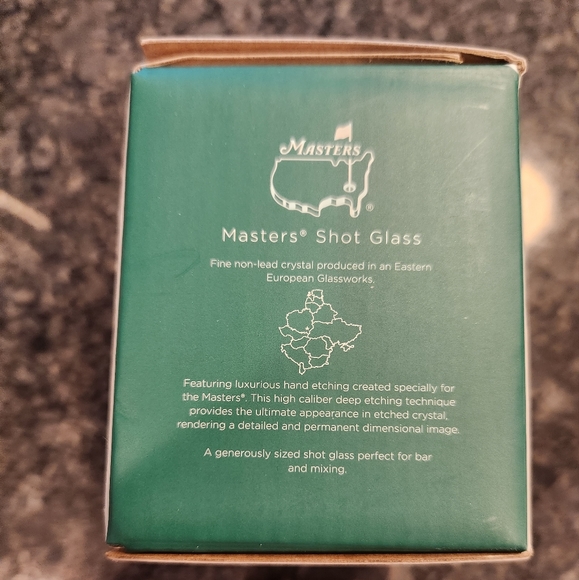 MASTERS
®
Masters® Shot Glass
Fine non-lead crystal produced in an Eastern
European Glassworks.
Featuring luxurious hand etching created specially for
the Masters®. This high caliber deep etching technique
provides the ultimate appearance in etched crystal,
rendering a detailed and permanent dimensional image.
A generously sized shot glass perfect for bar
and mixing.